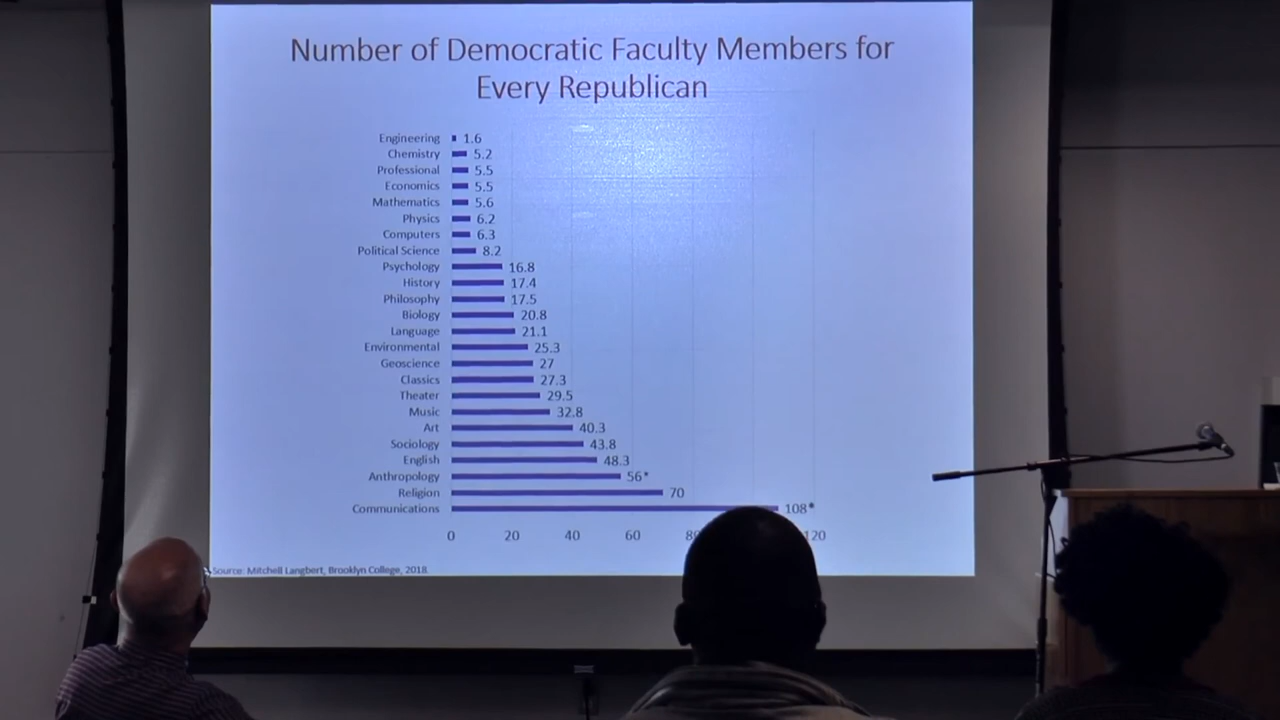 Number of Democratic Faculty Members for
Every Republican
Engineering 1.6
Chemistry 5.2
Professional 5.5
Economics 5.5
Mathematics 5.6
Physics 6.2
Computers 6.3
Political Science 8.2
Psychology 16.8
History 17.4
Philosophy 17.5
Biology 20.8
Language 21.1
Environmental 25.3
Geoscience 27
Classics 27.3
Theater 29.5
Music 32.8
Art 40.3
Sociology 43.8
English 48.3
Anthropology 56*
Religion 70
Communications 108*
0 20 40 60
Source: Mitchell Langbert, Brooklyn College, 2018.